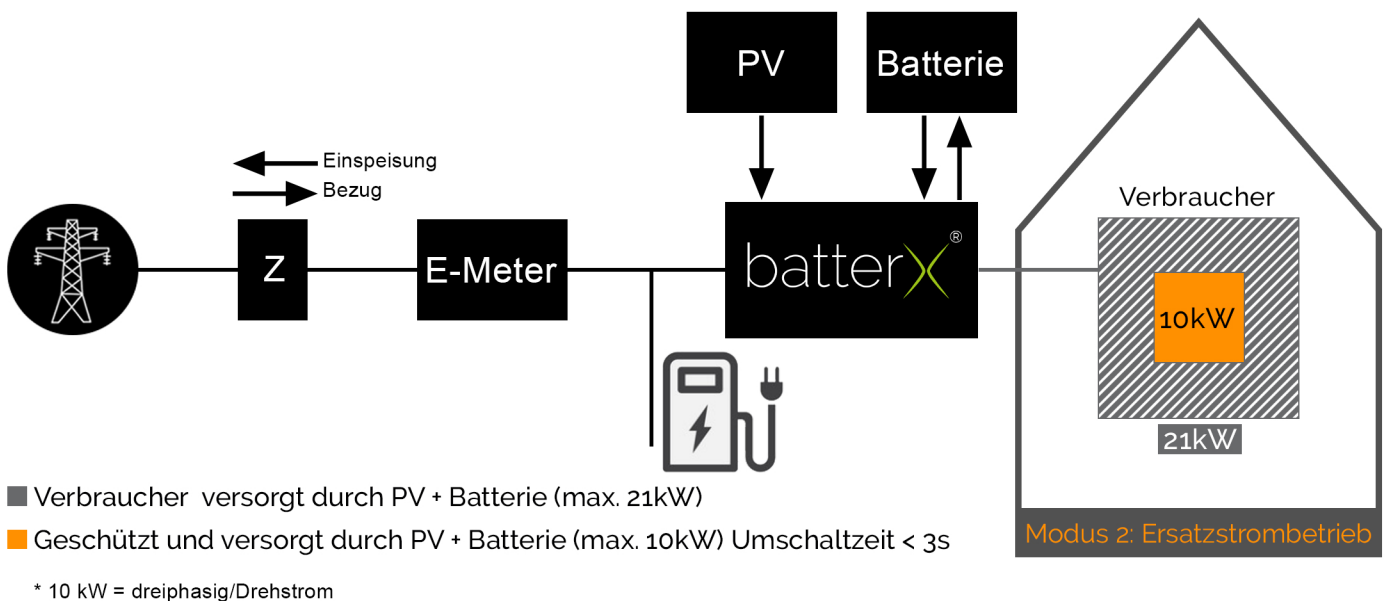 PV
Batterie
Einspeisung
Bezug
Z
E-Meter
batterX®
Verbraucher
10kW
21kW
Verbraucher versorgt durch PV + Batterie (max. 21kW)
Geschützt und versorgt durch PV + Batterie (max. 10kW) Umschaltzeit < 3s
Modus 2: Ersatzstrombetrieb
* 10 kW = dreiphasig/Drehstrom